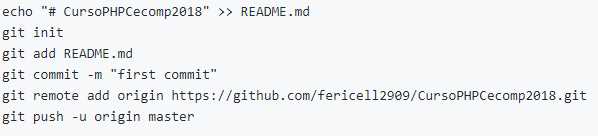 echo "# CursoPHPCecomp2018" >> README.md
git init
git add README.md
git commit -m "first commit"
git remote add origin https://github.com/fericell2909/CursoPHPCecomp2018.git
git push -u origin master